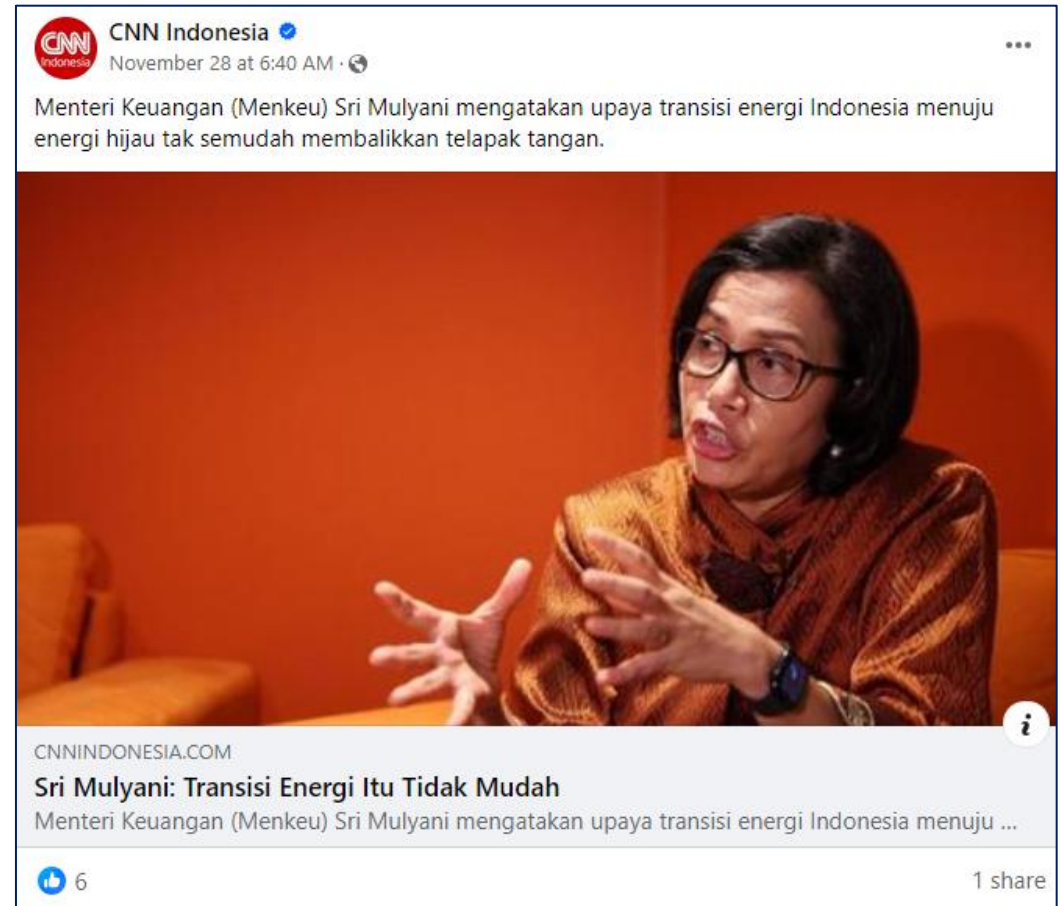 CNN
Indonesia
CNN Indonesia
November 28 at 6:40 AM ·
Menteri Keuangan (Menkeu) Sri Mulyani mengatakan upaya transisi energi Indonesia menuju
energi hijau tak semudah membalikkan telapak tangan.
i
CNNINDONESIA.COM
Sri Mulyani: Transisi Energi Itu Tidak Mudah
Menteri Keuangan (Menkeu) Sri Mulyani mengatakan upaya transisi energi Indonesia menuju ...
6
1 share